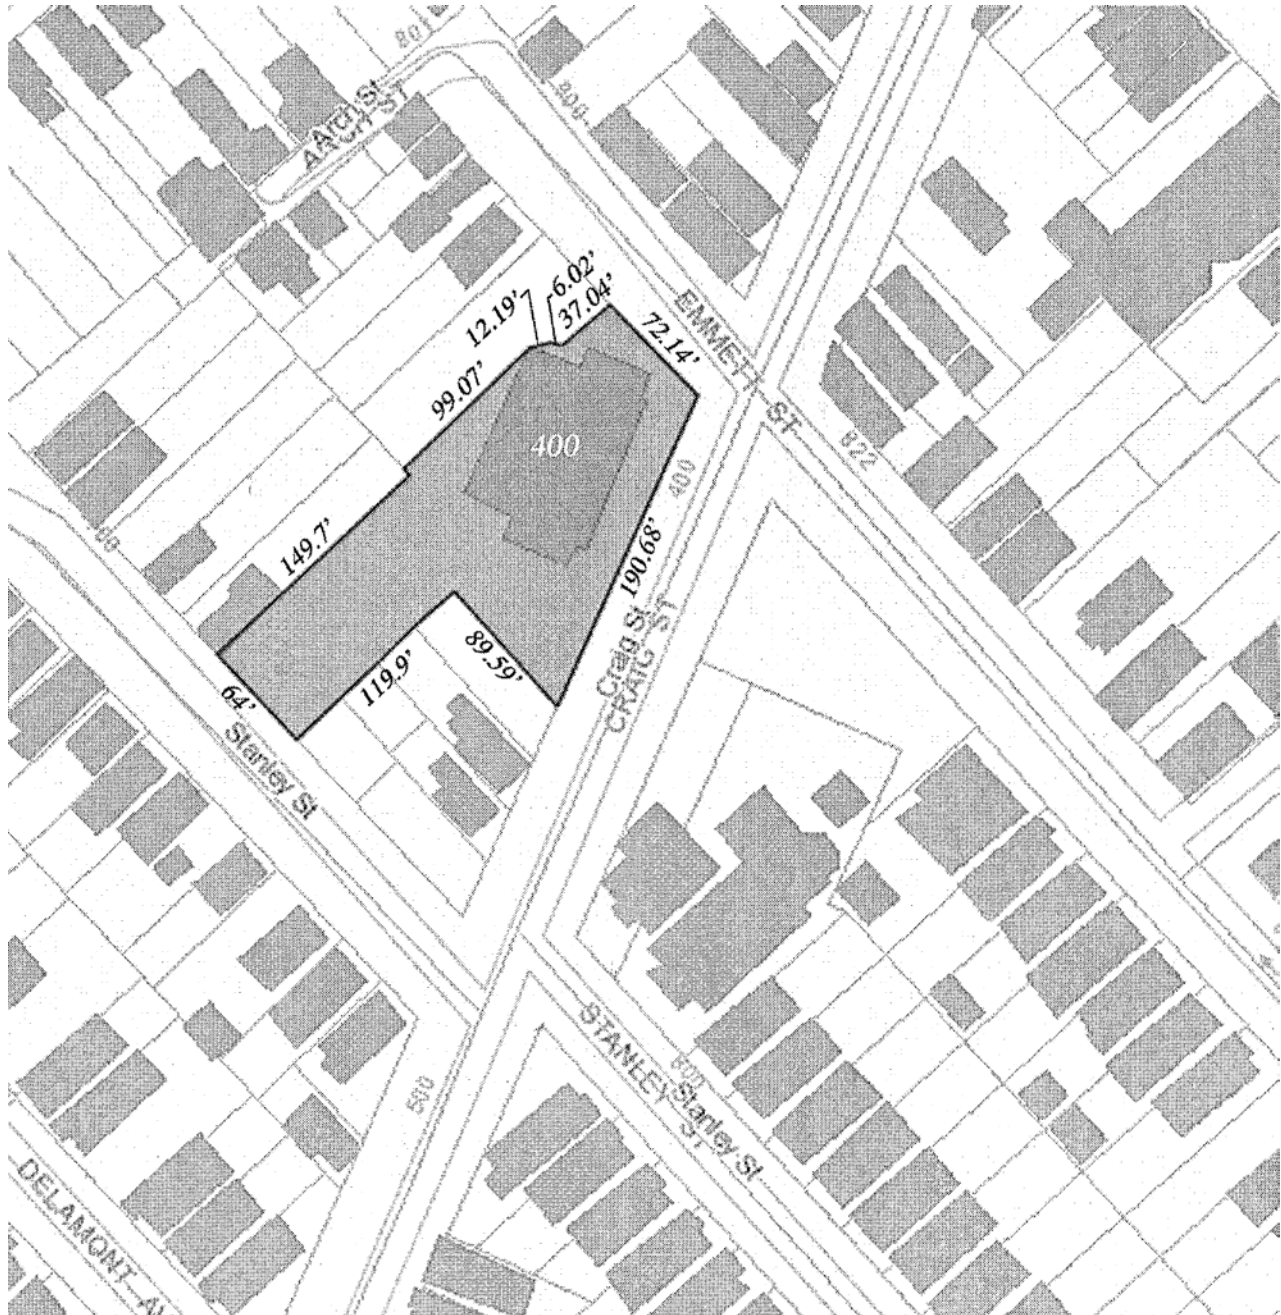 801
Arch St
ARCH ST
800
6.02'
12.19'
37.04'
EMMETT ST
72.14'
99.07'
400
822
400
149.7'
190.68'
Craig St
CRAIG ST
89.59'
119.9'
64'
Stanley St
STANLEY ST
800
Stanley St
DELAMONT AV